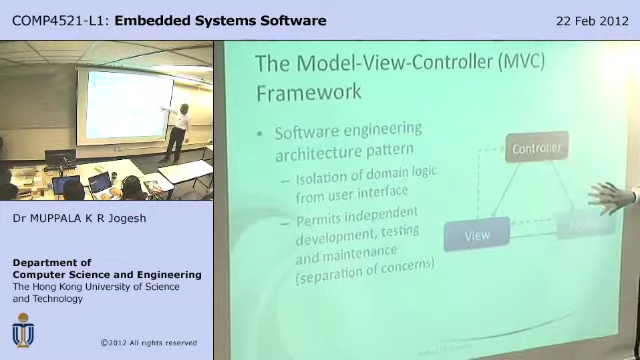 COMP4521-L1: Embedded Systems Software
22 Feb 2012
The Model-View-Controller (MVC)
Framework
• Software engineering
architecture pattern
– Isolation of domain logic
from user interface
– Permits independent
development, testing
and maintenance
(separation of concerns)
Controller
View
Dr MUPPALA K R Jogesh
Department of
Computer Science and Engineering
The Hong Kong University of Science
and Technology
©2012 All rights reserved